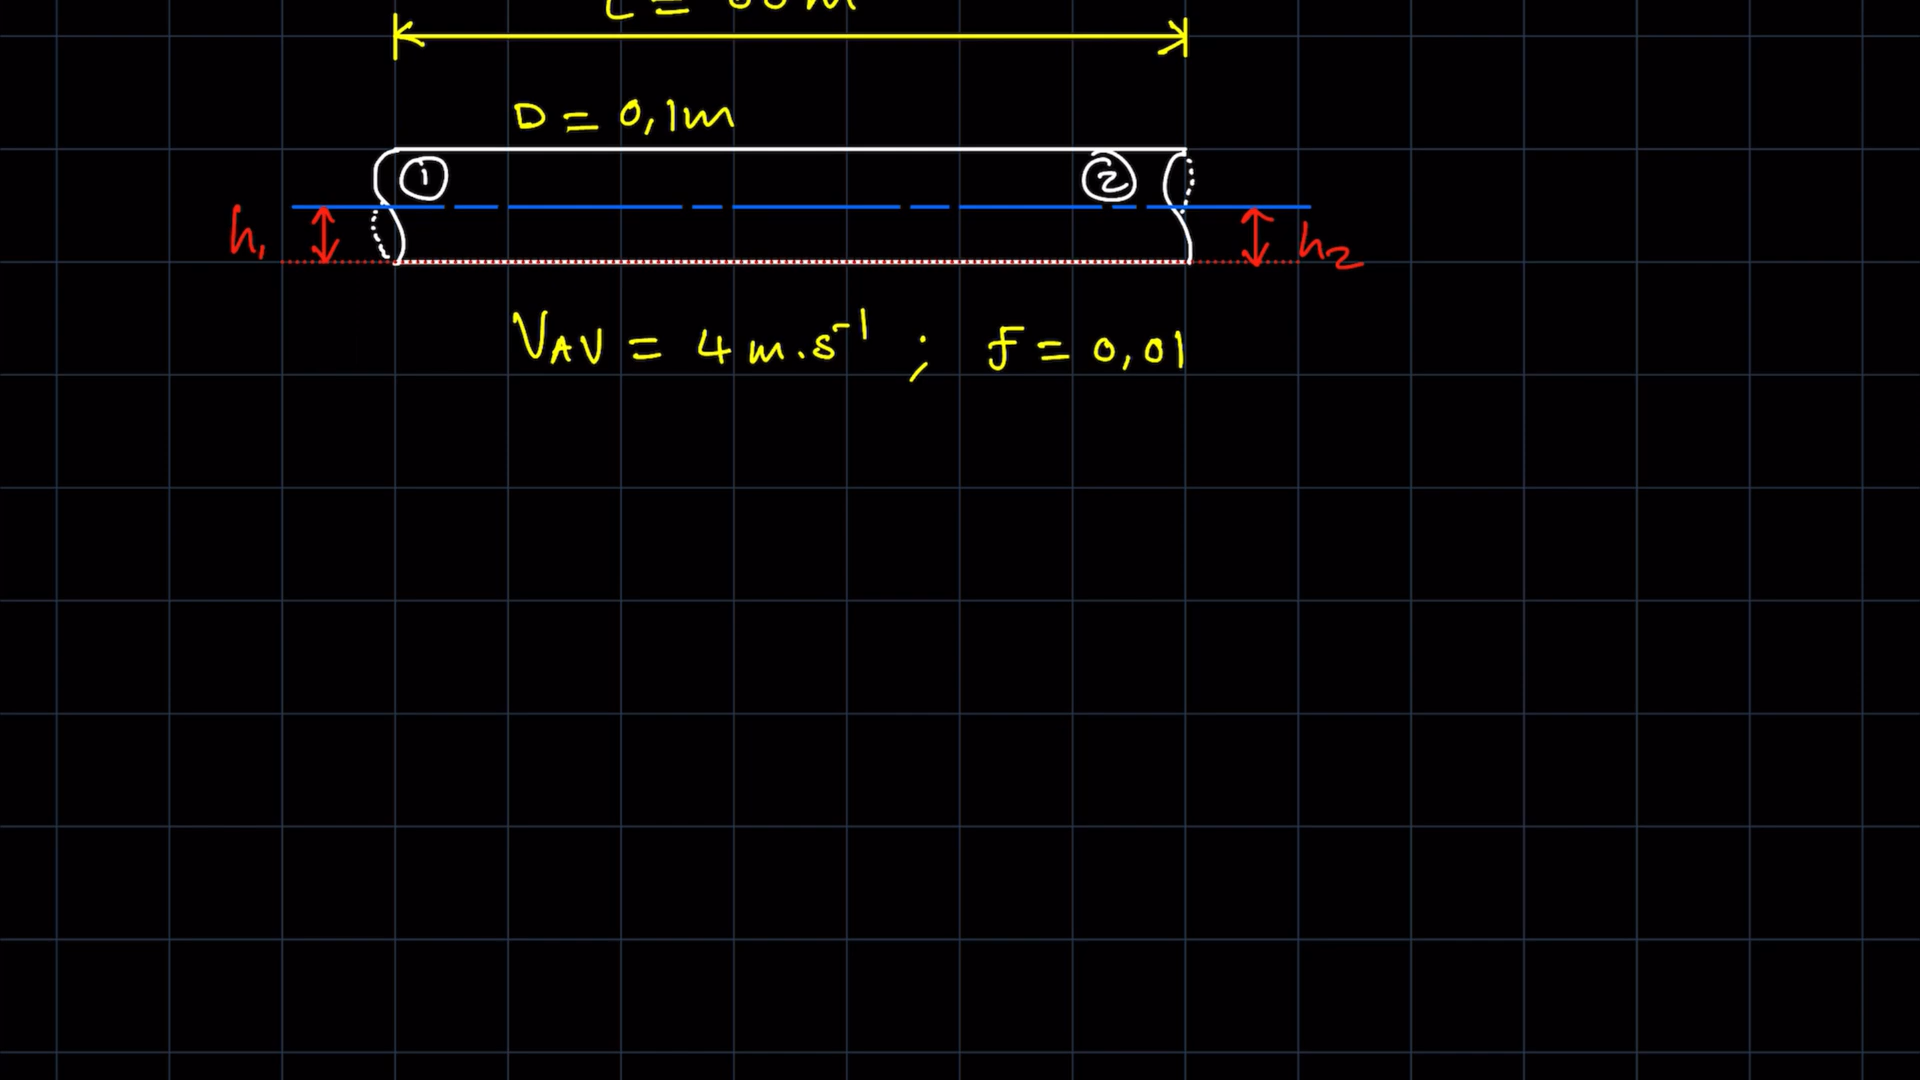 D = 0,1m
① ②
h₁ h₂
V_AV = 4 m.s⁻¹ ; f = 0,01